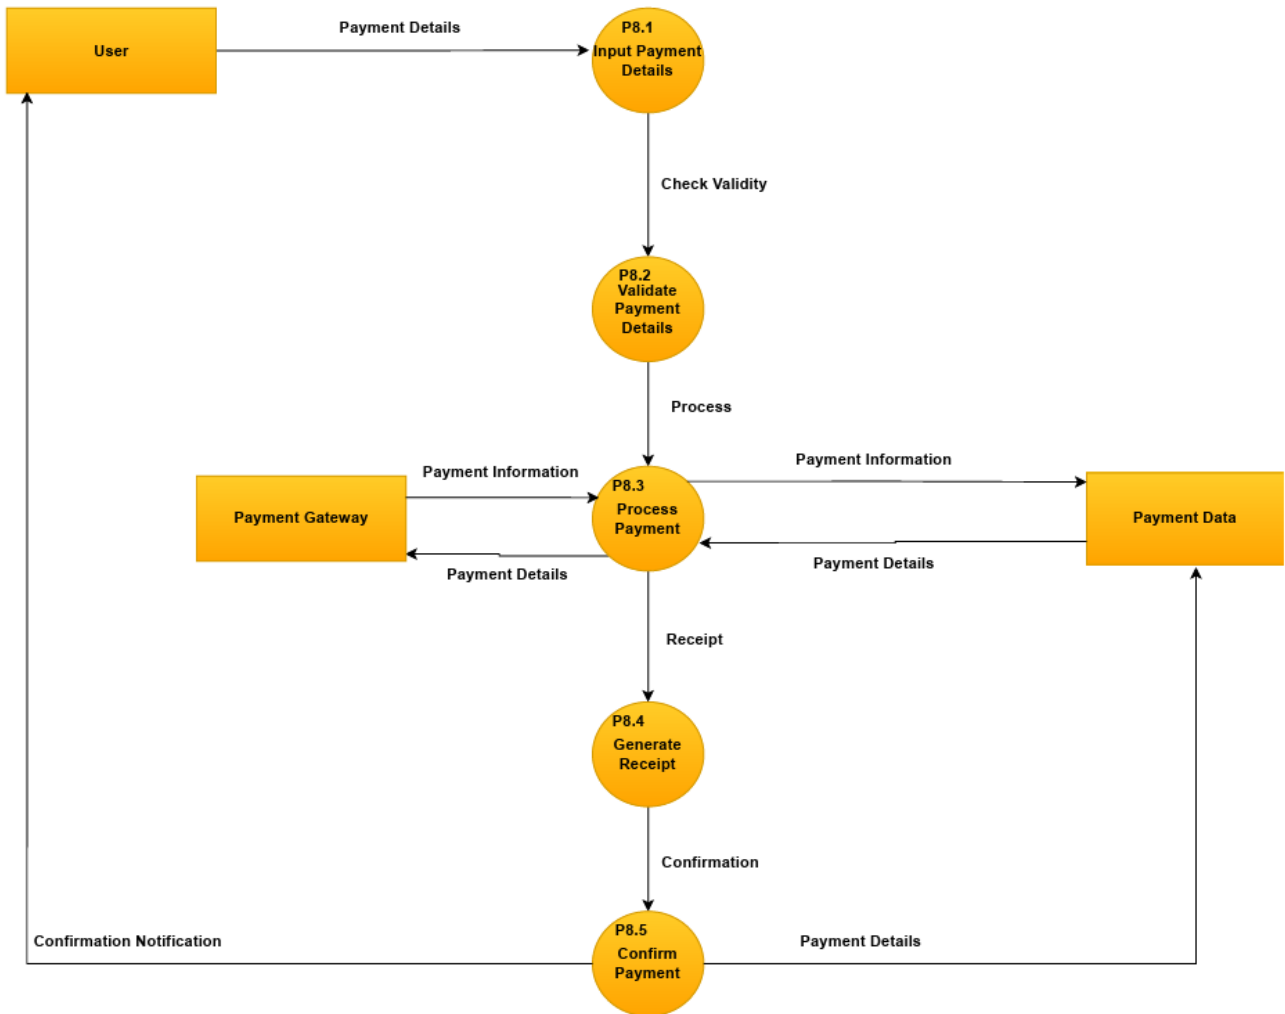 Payment Details
User
P8.1
Input Payment
Details
Check Validity
P8.2
Validate
Payment
Details
Process
Payment Information
Payment Information
Payment Gateway
P8.3
Process
Payment
Payment Data
Payment Details
Payment Details
Receipt
P8.4
Generate
Receipt
Confirmation
P8.5
Confirm
Payment
Confirmation Notification
Payment Details